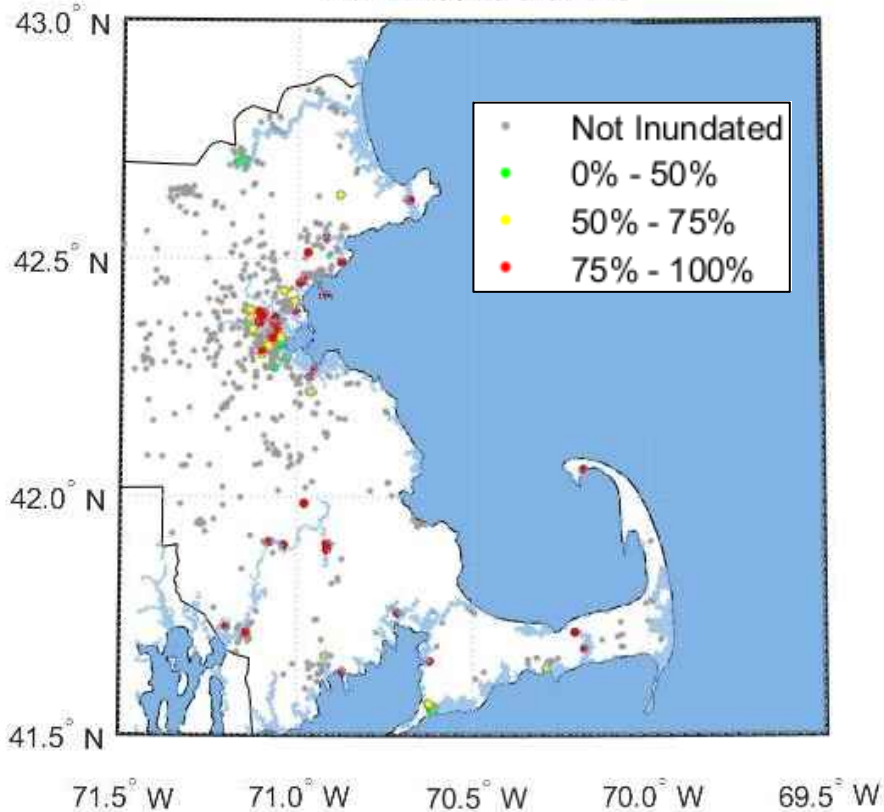 43.0° N
Not Inundated
0% - 50%
50% - 75%
75% - 100%
42.5° N
42.0° N
41.5° N
71.5° W 71.0° W 70.5° W 70.0° W 69.5° W